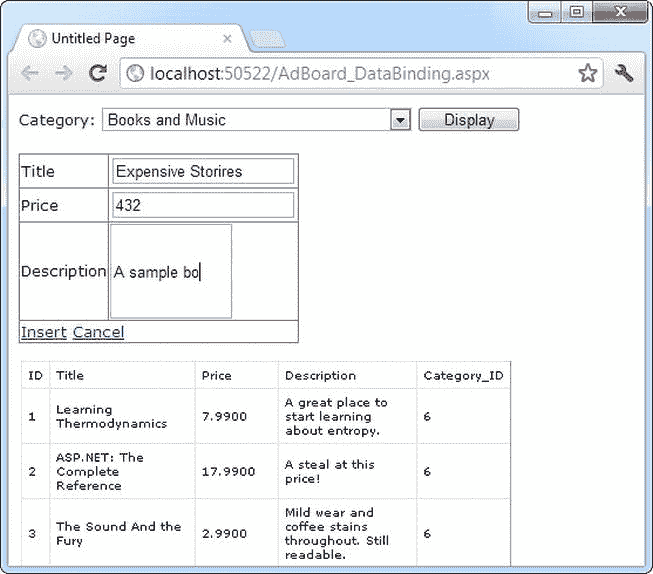 Untitled Page
localhost:50522/AdBoard_DataBinding.aspx
Category: Books and Music Display
Title Expensive Storires
Price 432
Description A sample bo
Insert Cancel
ID Title Price Description Category_ID
1 Learning Thermodynamics 7.9900 A great place to start learning about entropy. 6
2 ASP.NET: The Complete Reference 17.9900 A steal at this price! 6
3 The Sound And the Fury 2.9900 Mild wear and coffee stains throughout. Still readable. 6